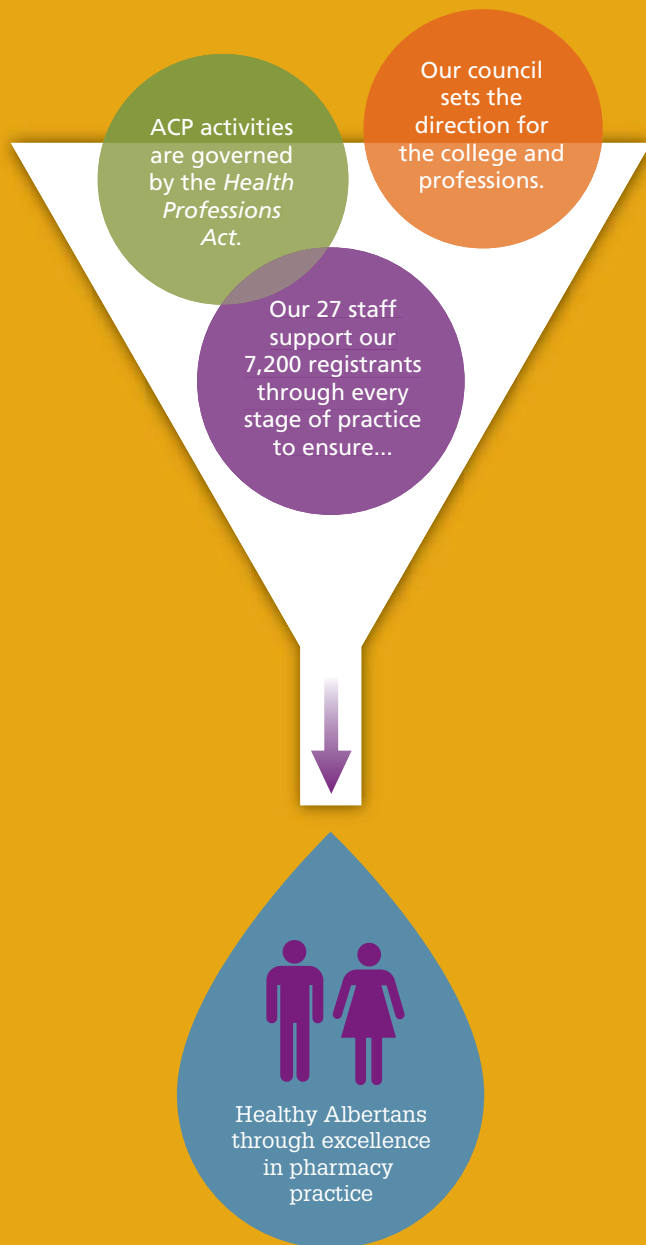 ACP activities
are governed
by the Health
Professions
Act.
Our council
sets the
direction for
the college and
professions.
Our 27 staff
support our
7,200 registrants
through every
stage of practice
to ensure...
Healthy Albertans
through excellence
in pharmacy
practice